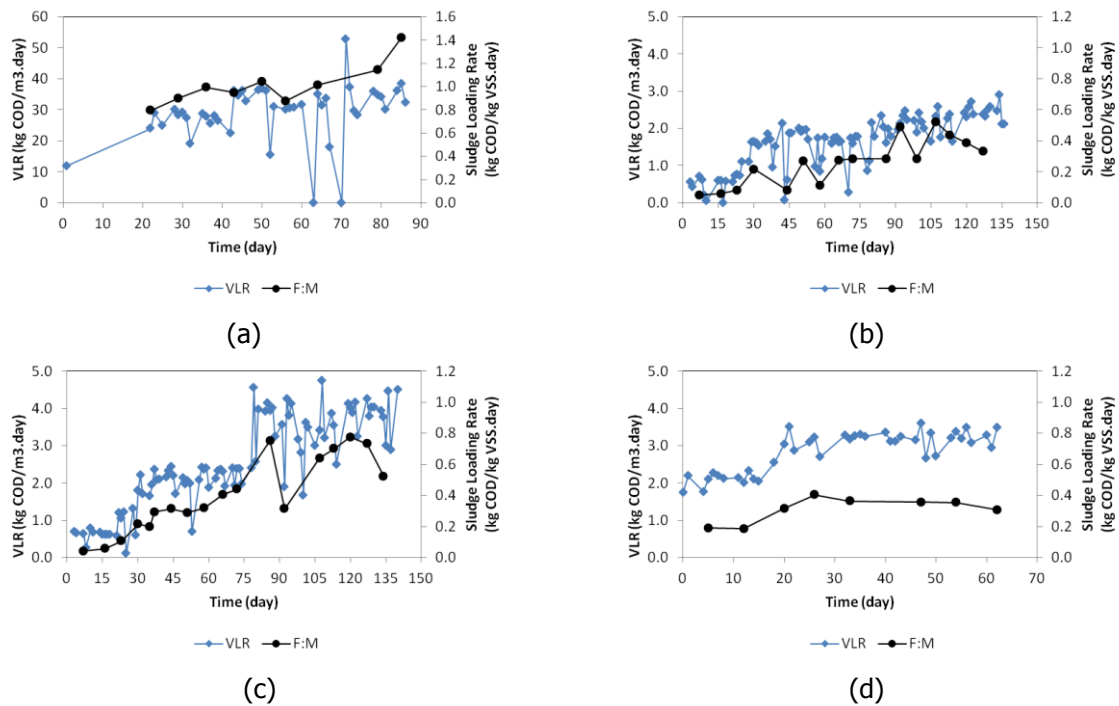 60
50
40
30
20
10
0
1.6
1.4
1.2
1.0
0.8
0.6
0.4
0.2
0.0
0 10 20 30 40 50 60 70 80 90
VLR (kg COD/m3.day)
Sludge Loading Rate
(kg COD/kg VSS.day)
Time (day)
VLR F:M
(a)
5.0
4.0
3.0
2.0
1.0
0.0
1.2
1.0
0.8
0.6
0.4
0.2
0.0
0 15 30 45 60 75 90 105 120 135 150
VLR (kg COD/m3.day)
Sludge Loading Rate
(kg COD/kg VSS.day)
Time (day)
VLR F:M
(b)
5.0
4.0
3.0
2.0
1.0
0.0
1.2
1.0
0.8
0.6
0.4
0.2
0.0
0 15 30 45 60 75 90 105 120 135 150
VLR (kg COD/m3.day)
Sludge Loading Rate
(kg COD/kg VSS.day)
Time (day)
VLR F:M
(c)
5.0
4.0
3.0
2.0
1.0
0.0
1.2
1.0
0.8
0.6
0.4
0.2
0.0
0 10 20 30 40 50 60 70
VLR (kg COD/m3.day)
Sludge Loading Rate
(kg COD/kg VSS.day)
Time (day)
VLR F:M
(d)